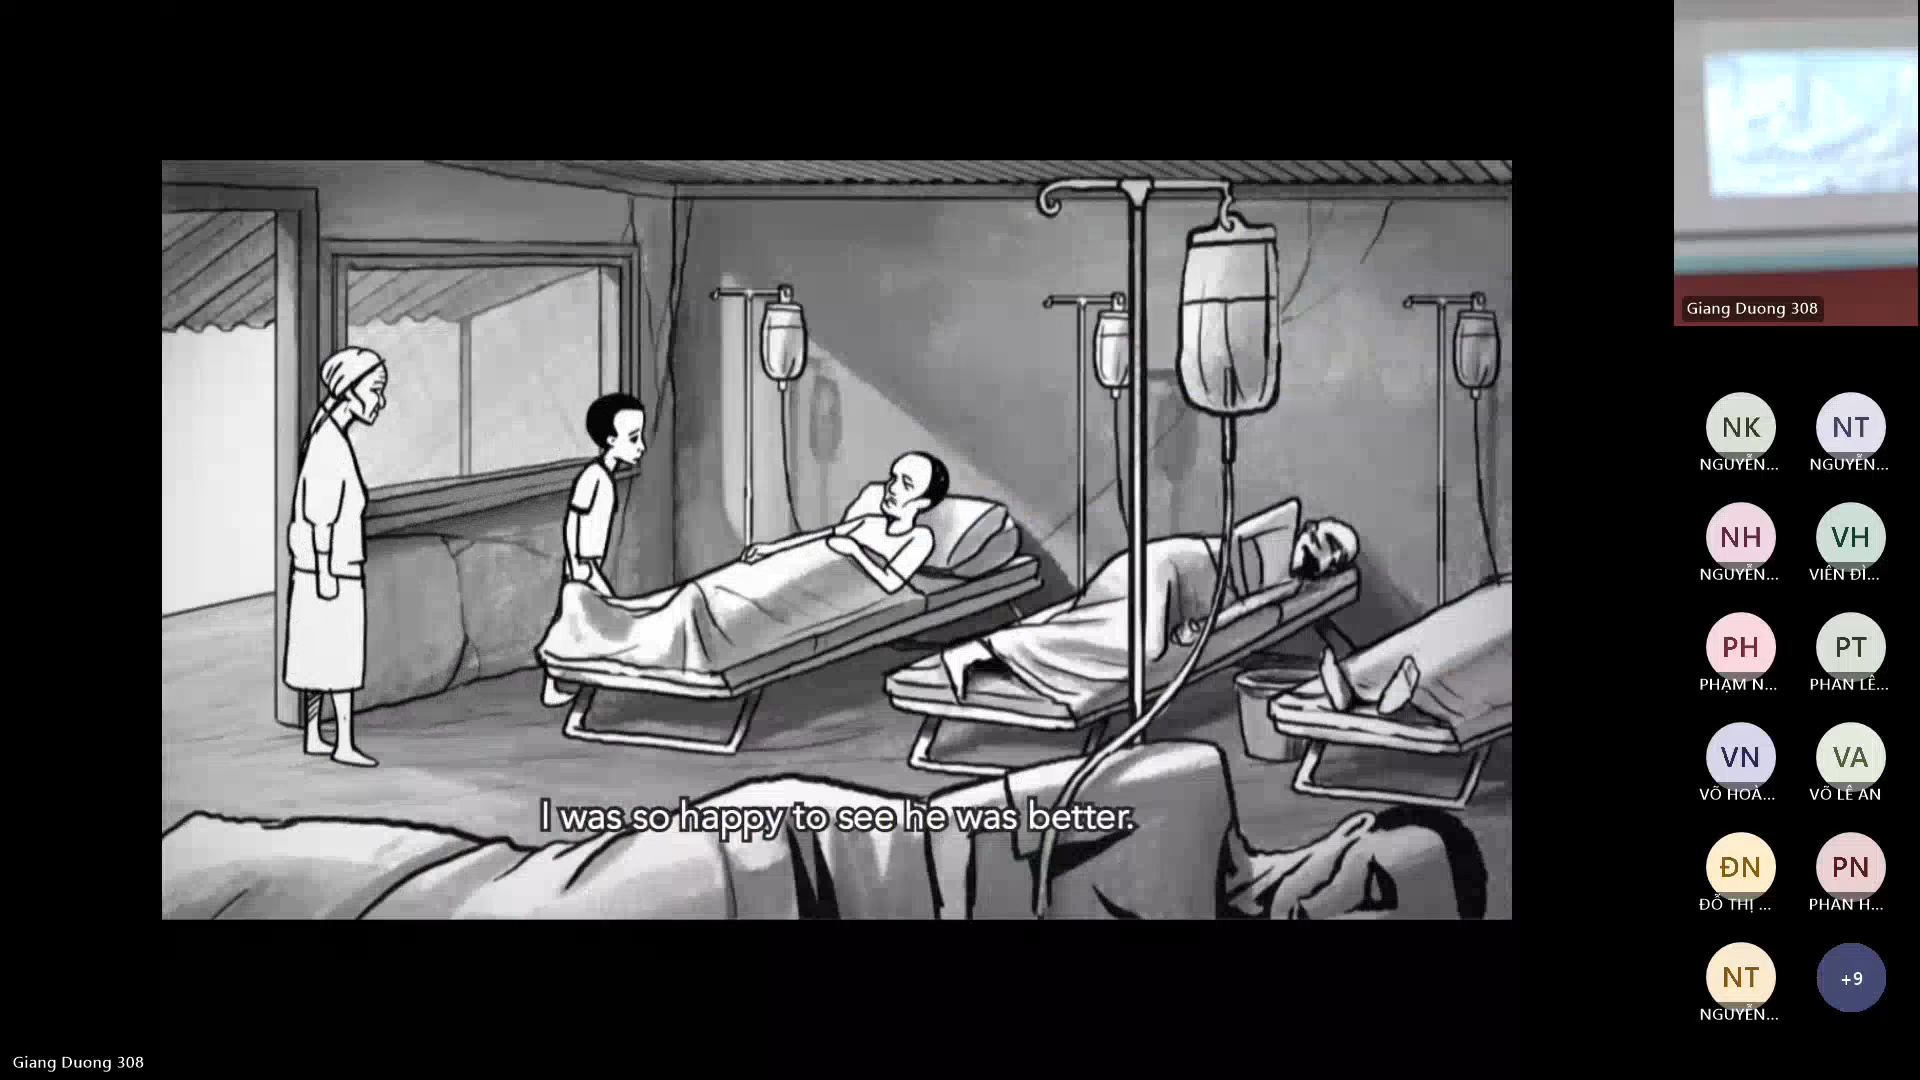 I was so happy to see he was better.
Giang Duong 308
NK
NGUYỄN...
NT
NGUYỄN...
NH
NGUYỄN...
VH
VIÊN ĐÌ...
PH
PHẠM N...
PT
PHAN LÊ...
VN
VÕ HOÀ...
VA
VÕ LÊ AN
ĐN
ĐỖ THỊ ...
PN
PHAN H...
NT
NGUYỄN...
+9
Giang Duong 308